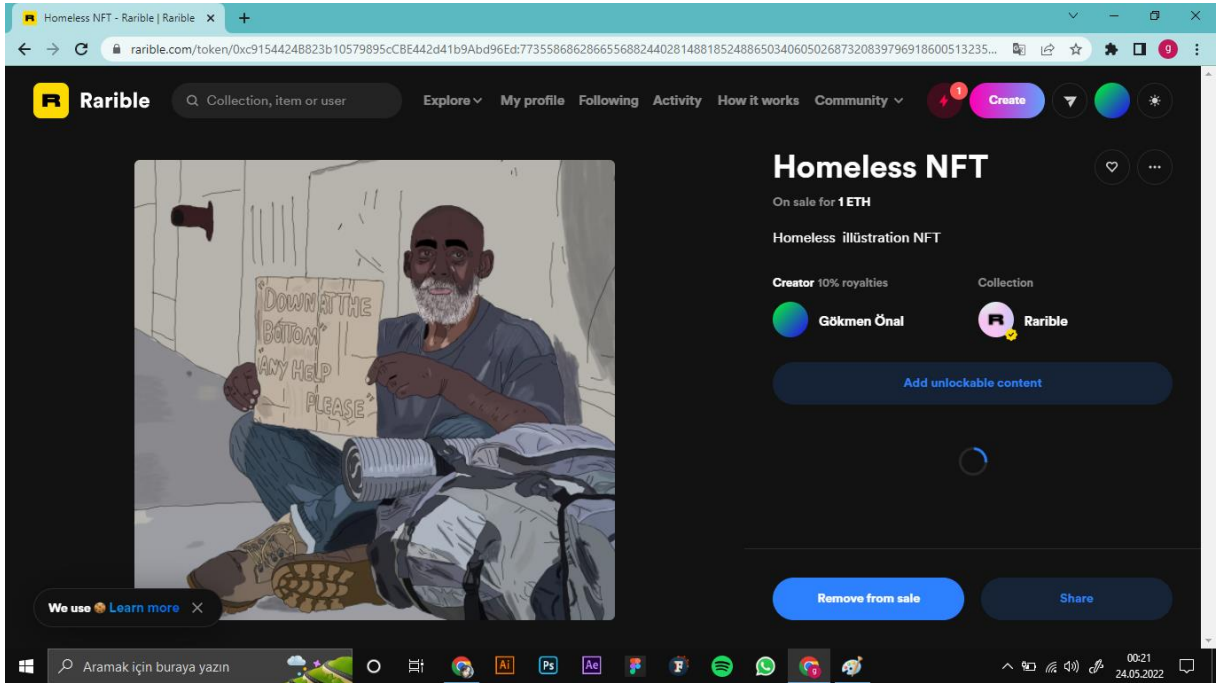 Homeless NFT - Rarible | Rarible
rarible.com/token/0xc9154424B823b10579895cCBE442d41b9Abd96Ed:7735586862866556882440281488185248865034060502687320839796918600513235...
g
Rarible
Collection, item or user
Explore
My profile
Following
Activity
How it works
Community
1
Create
Homeless NFT
On sale for 1 ETH
Homeless illüstration NFT
Creator 10% royalties
Collection
Gökmen Önal
R
Rarible
Add unlockable content
"DOWN AT THE
BOTTOM"
"ANY HELP
PLEASE"
We use 🍪 Learn more
Remove from sale
Share
Aramak için buraya yazın
Ai
Ps
Ae
00:21
24.05.2022